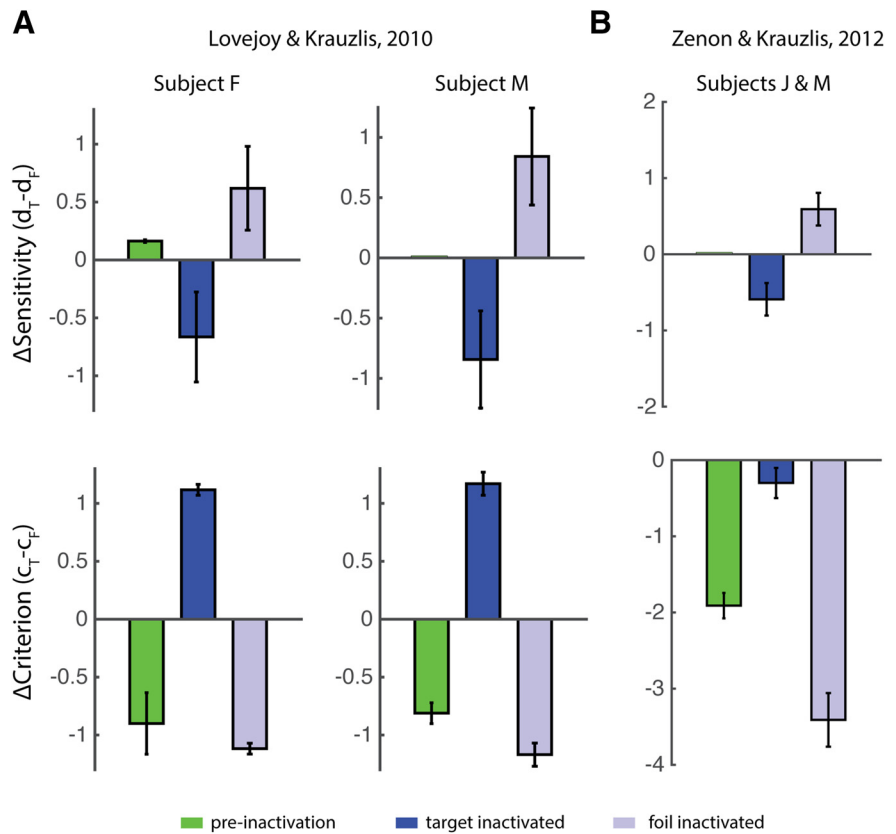 A
Lovejoy & Krauzlis, 2010
B
Zenon & Krauzlis, 2012
Subject F
Subject M
Subjects J & M
ΔSensitivity (dT-dF)
1
0.5
0
-0.5
-1
1
0.5
0
-0.5
-1
2
1
0
-1
-2
ΔCriterion (cT-cF)
1
0.5
0
-0.5
-1
1
0.5
0
-0.5
-1
0
-1
-2
-3
-4
pre-inactivation
target inactivated
foil inactivated